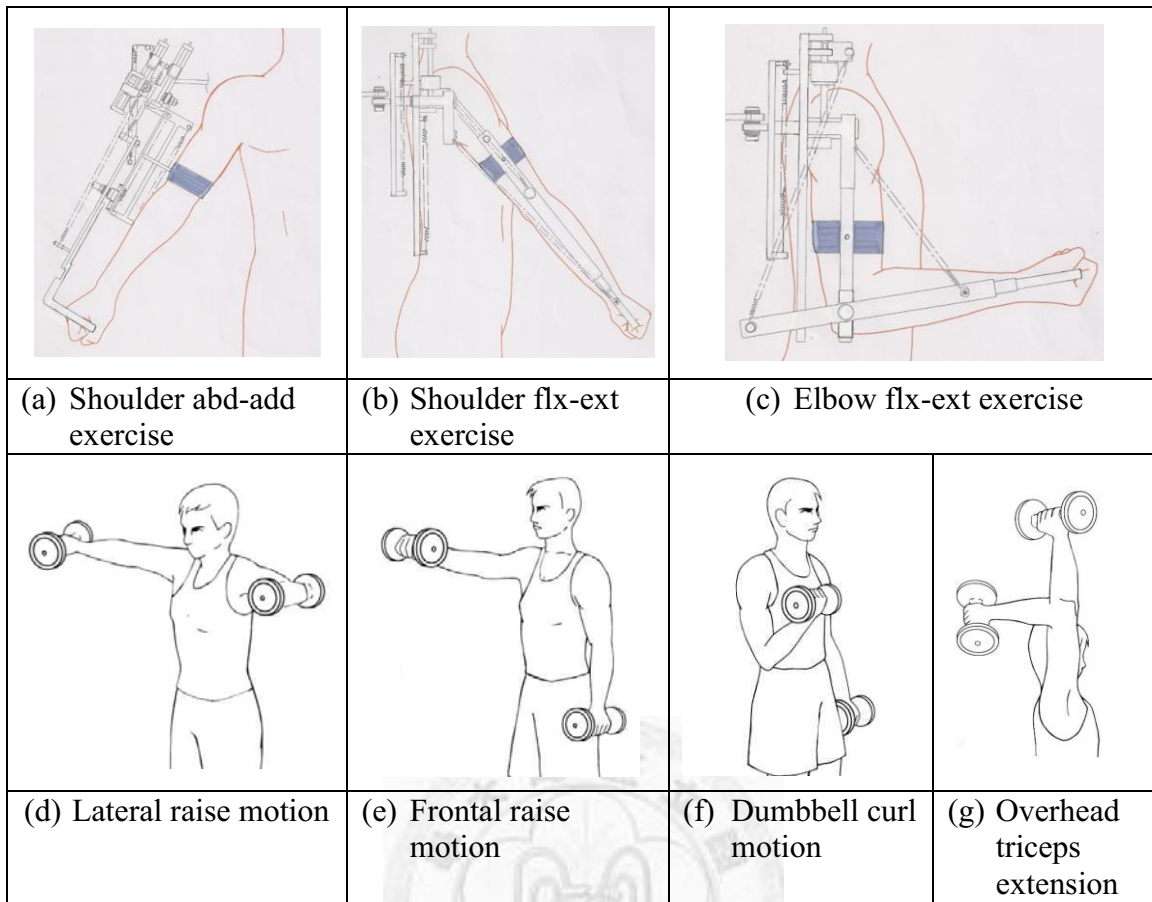 (a) Shoulder abd-add
exercise
(b) Shoulder flx-ext
exercise
(c) Elbow flx-ext exercise
(d) Lateral raise motion
(e) Frontal raise
motion
(f) Dumbbell curl
motion
(g) Overhead
triceps
extension